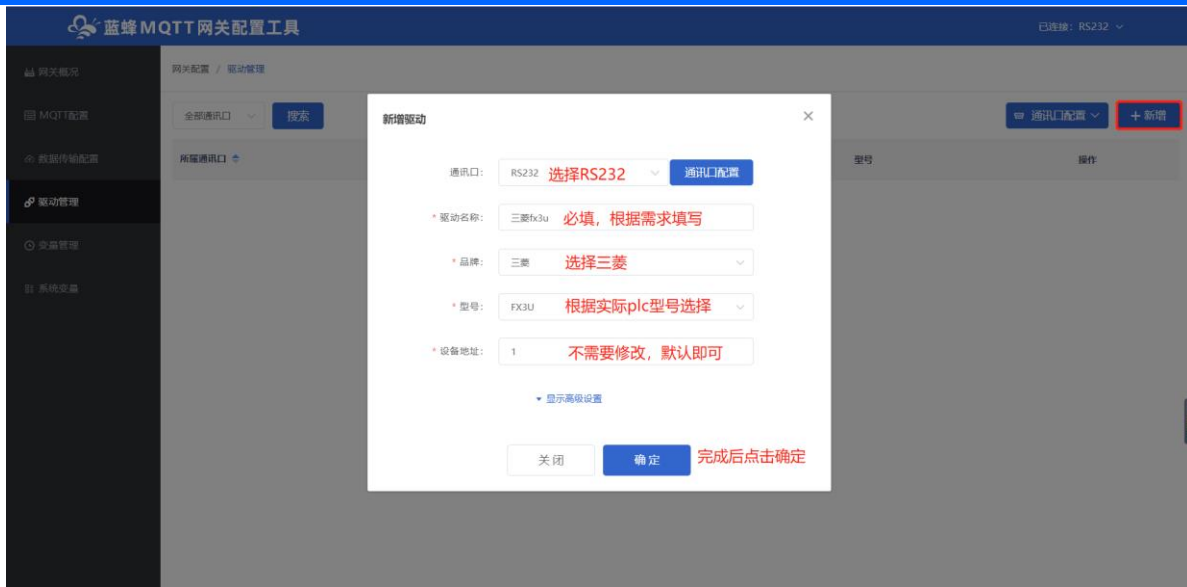 蓝蜂MQTT网关配置工具
已连接：RS232
网关概况
网关配置 / 驱动管理
MQTT配置
全部通讯口
搜索
通讯口配置
+ 新增
数据传输配置
所属通讯口
型号
操作
驱动管理
变量管理
系统变量
新增驱动
通讯口：
RS232
选择RS232
通讯口配置
* 驱动名称：
三菱fx3u
必填，根据需求填写
* 品牌：
三菱
选择三菱
* 型号：
FX3U
根据实际plc型号选择
* 设备地址：
1
不需要修改，默认即可
显示高级设置
关闭
确定
完成后点击确定